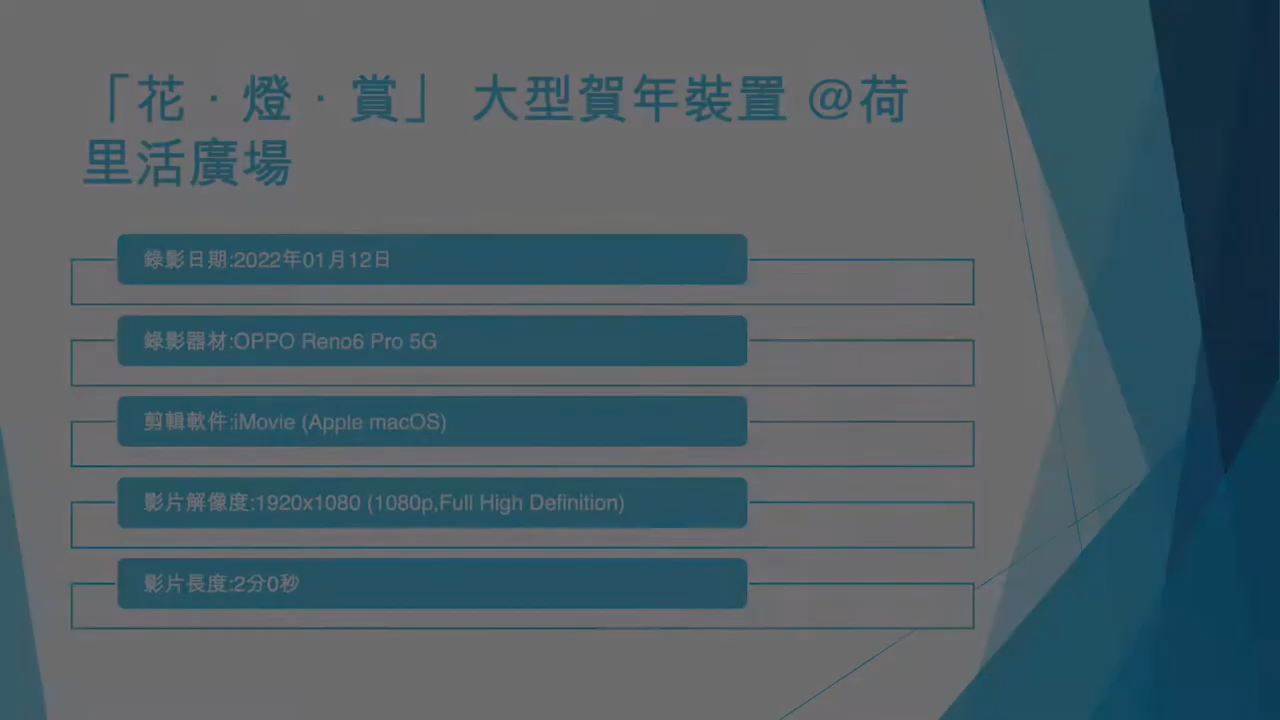 「花．燈．賞」 大型賀年裝置 @荷
里活廣場
錄影日期:2022年01月12日
錄影器材:OPPO Reno6 Pro 5G
剪輯軟件:iMovie (Apple macOS)
影片解像度:1920x1080 (1080p,Full High Definition)
影片長度:2分0秒